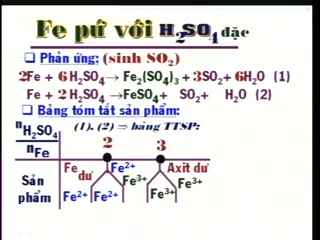 Fe pứ với H₂SO₄ đặc
❑ Phản ứng: (sinh SO₂)
2Fe + 6H₂SO₄→ Fe₂(SO₄)₃ + 3SO₂+ 6H₂O (1)
Fe + 2H₂SO₄→FeSO₄+ SO₂+ H₂O (2)
❑ Bảng tóm tắt sản phẩm:
nH₂SO₄ (1), (2) ⇒ bảng TTSP:
nFe 2 3
Sản phẩm Fe dư Fe²⁺ Axit dư
Fe³⁺ Fe³⁺
Fe²⁺ Fe²⁺ Fe³⁺